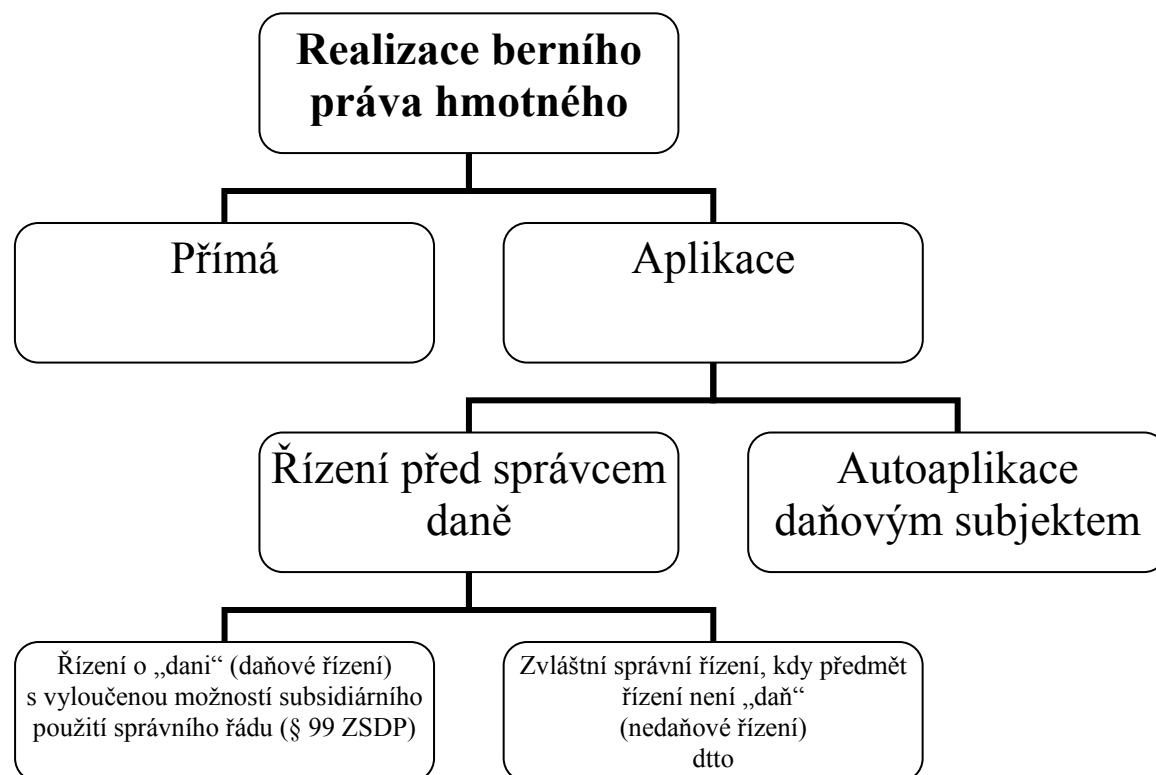 Realizace berního
práva hmotného
Přímá
Aplikace
Řízení před správcem
daně
Autoaplikace
daňovým subjektem
Řízení o „dani“ (daňové řízení)
s vyloučenou možností subsidiárního
použití správního řádu (§ 99 ZSDP)
Zvláštní správní řízení, kdy předmět
řízení není „daň“
(nedaňové řízení)
dtto